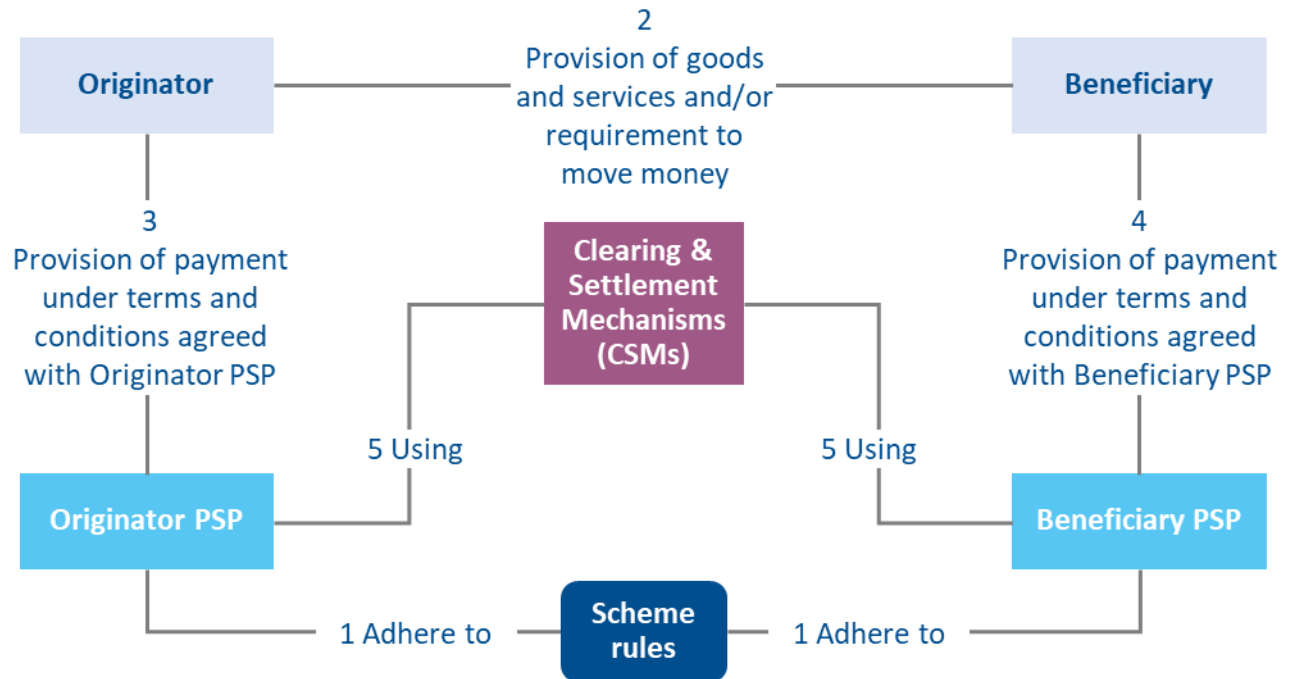 2
Provision of goods
and services and/or
requirement to
move money
Originator
Beneficiary
3
Provision of payment
under terms and
conditions agreed
with Originator PSP
Clearing &
Settlement
Mechanisms
(CSMs)
4
Provision of payment
under terms and
conditions agreed
with Beneficiary PSP
5 Using
5 Using
Originator PSP
Beneficiary PSP
1 Adhere to
Scheme
rules
1 Adhere to